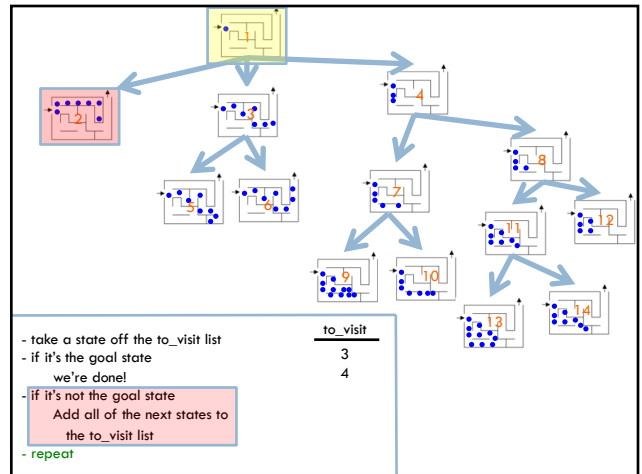 1
2
3
4
5
6
7
8
9
10
11
12
13
14
- take a state off the to_visit list
- if it's the goal state
we're done!
- if it's not the goal state
Add all of the next states to
the to_visit list
- repeat
to_visit
3
4